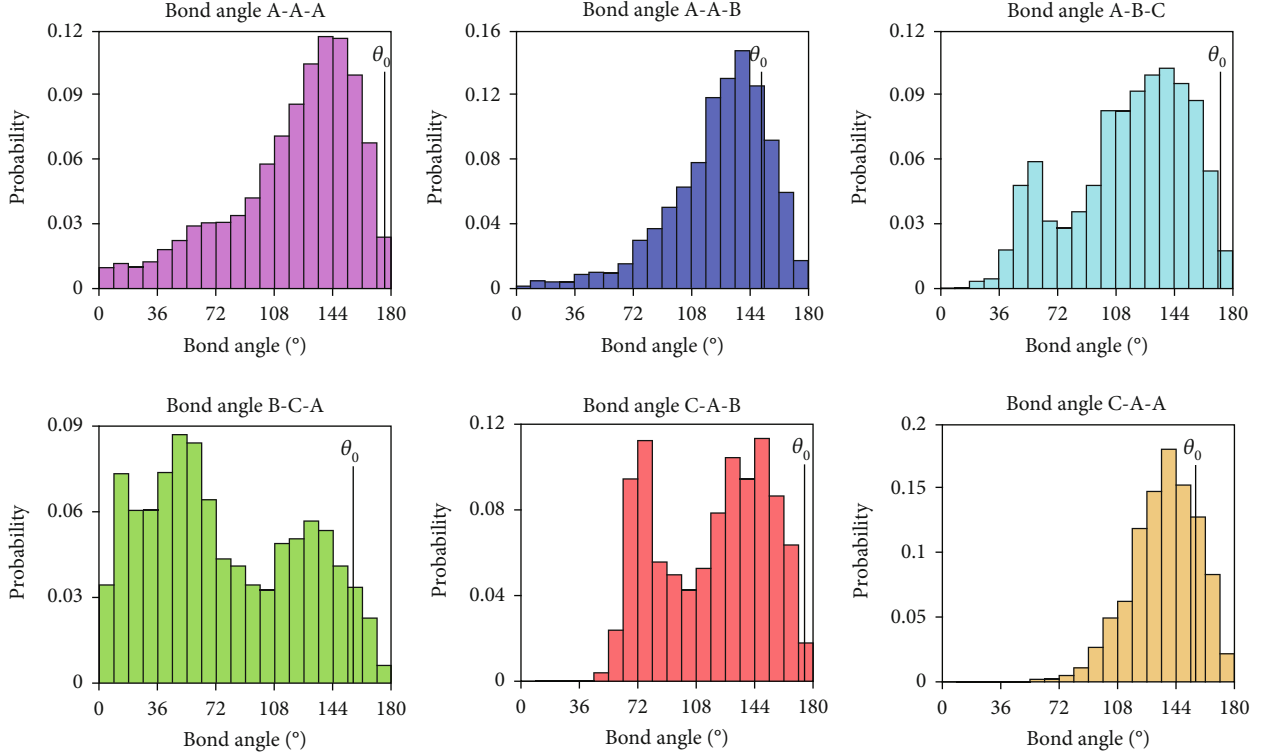 Bond angle A-A-A
0.12
0.09
0.06
0.03
0
Probability
θ0
0 36 72 108 144 180
Bond angle (°)
Bond angle A-A-B
0.16
0.12
0.08
0.04
0
Probability
θ0
0 36 72 108 144 180
Bond angle (°)
Bond angle A-B-C
0.12
0.09
0.06
0.03
0
Probability
θ0
0 36 72 108 144 180
Bond angle (°)
Bond angle B-C-A
0.09
0.06
0.03
0
Probability
θ0
0 36 72 108 144 180
Bond angle (°)
Bond angle C-A-B
0.12
0.08
0.04
0
Probability
θ0
0 36 72 108 144 180
Bond angle (°)
Bond angle C-A-A
0.2
0.15
0.1
0.05
0
Probability
θ0
0 36 72 108 144 180
Bond angle (°)